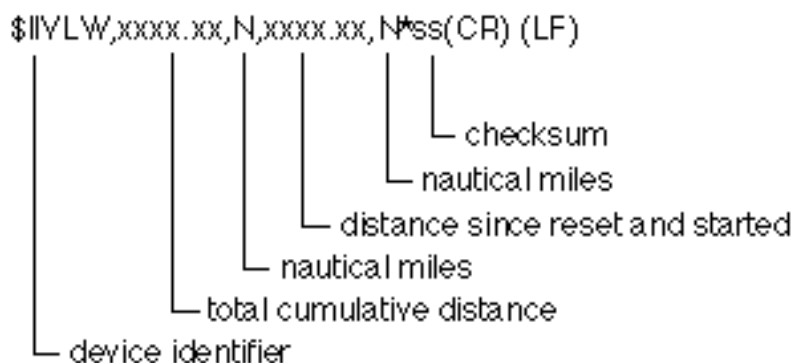 $IIVLW,xxxx.xx,N,xxxx.xx,N*ss(CR) (LF)
checksum
nautical miles
distance since reset and started
nautical miles
total cumulative distance
device identifier